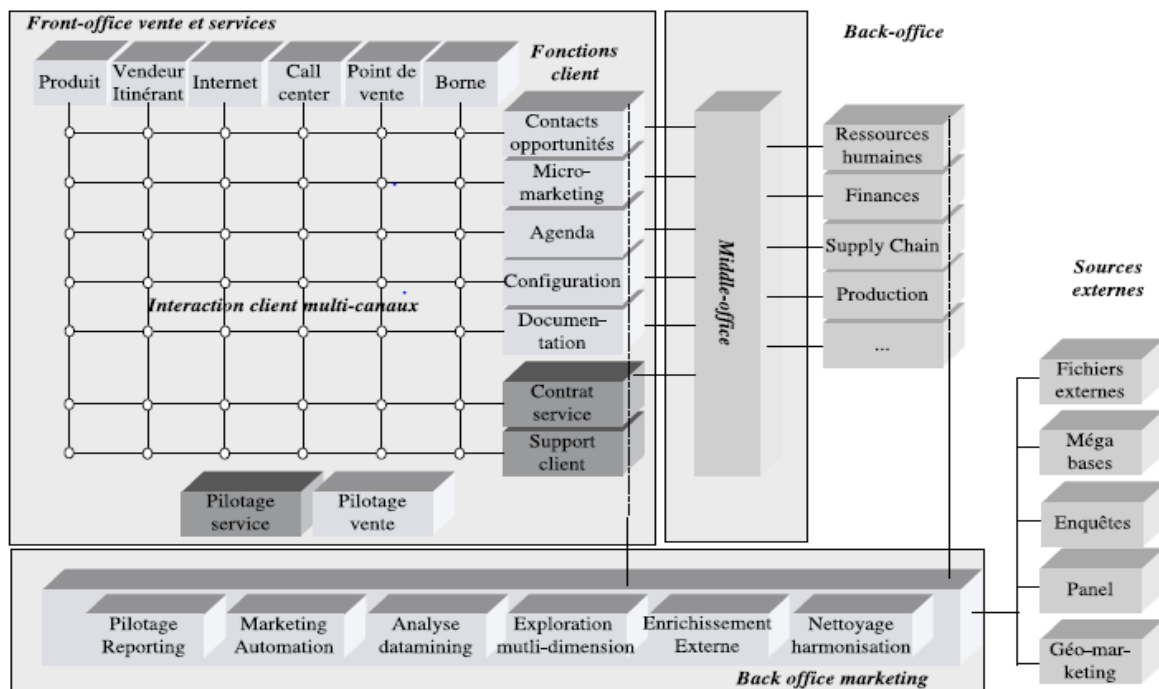 Front-office vente et services
Produit
Vendeur
Itinérant
Internet
Call
center
Point de
vente
Borne
Fonctions
client
Contacts
opportunités
Micro-
marketing
Agenda
Configuration
Documen-
tation
Contrat
service
Support
client
Interaction client multi-canaux
Pilotage
service
Pilotage
vente
Middle-office
Back-office
Ressources
humaines
Finances
Supply Chain
Production
...
Sources
externes
Fichiers
externes
Méga
bases
Enquêtes
Panel
Géo-mar-
keting
Pilotage
Reporting
Marketing
Automation
Analyse
datamining
Exploration
mutli-dimension
Enrichissement
Externe
Nettoyage
harmonisation
Back office marketing